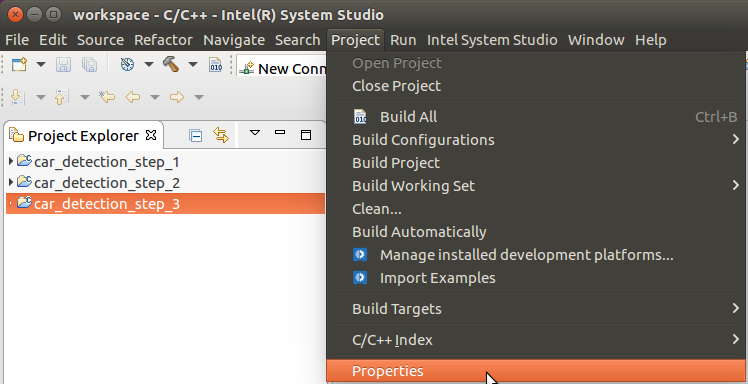 workspace - C/C++ - Intel(R) System Studio
File Edit Source Refactor Navigate Search Project Run Intel System Studio Window Help
New Conn
Project Explorer
car_detection_step_1
car_detection_step_2
car_detection_step_3
Open Project
Close Project
Build All Ctrl+B
Build Configurations
Build Project
Build Working Set
Clean...
Build Automatically
Manage installed development platforms...
Import Examples
Build Targets
C/C++ Index
Properties